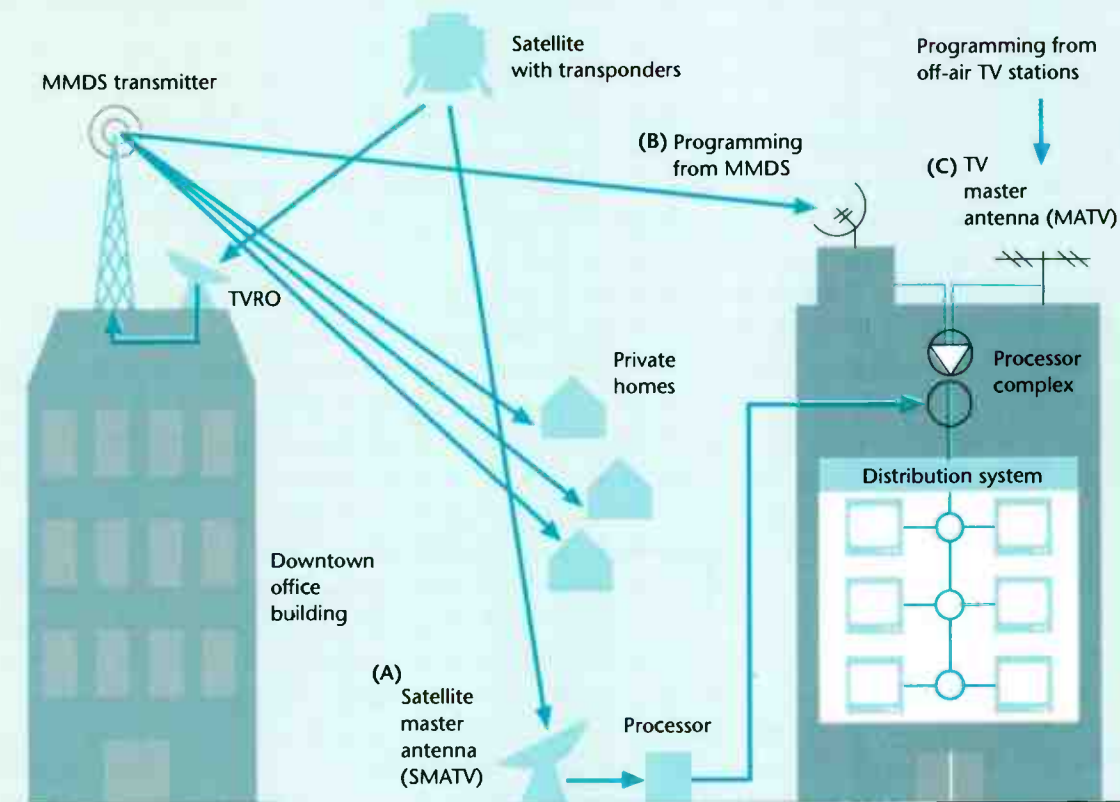 MMDS transmitter
Satellite
with transponders
Programming from
off-air TV stations
(B) Programming
from MMDS
(C) TV
master
antenna (MATV)
TVRO
Private
homes
Processor
complex
Distribution system
Downtown
office
building
(A)
Satellite
master
antenna
(SMATV)
Processor